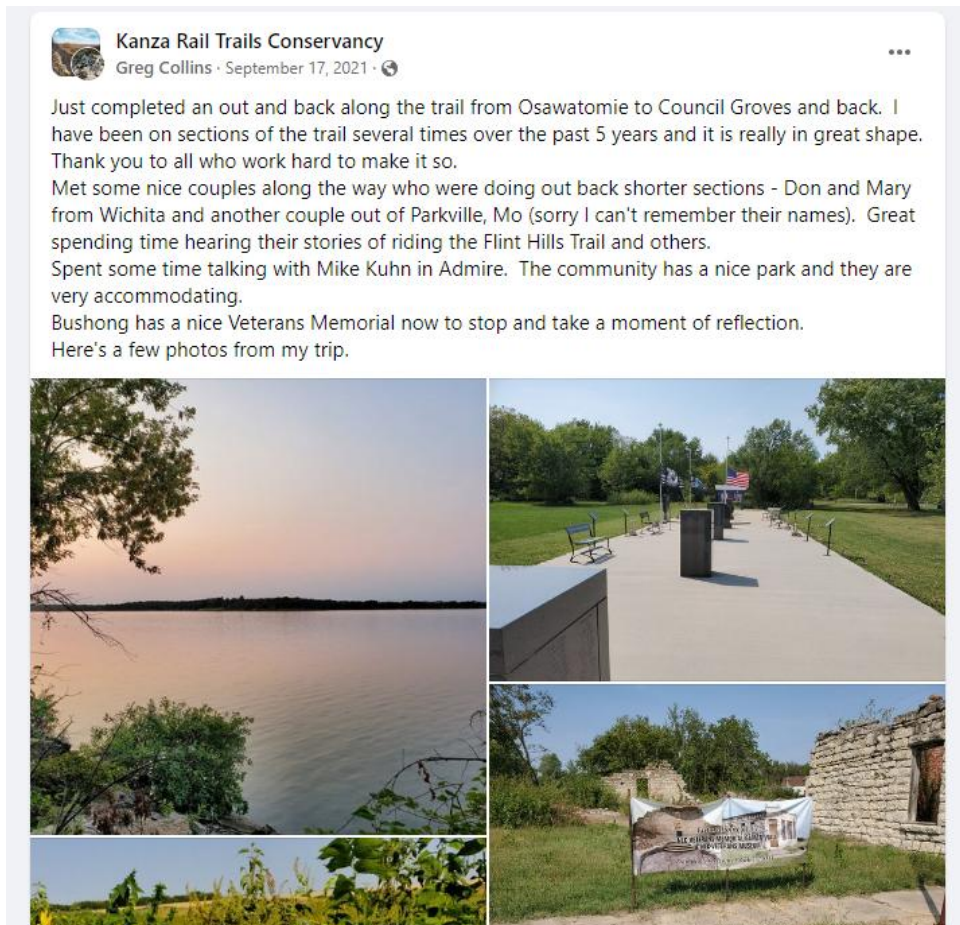 Kanza Rail Trails Conservancy
Greg Collins · September 17, 2021 ·
Just completed an out and back along the trail from Osawatomie to Council Groves and back. I
have been on sections of the trail several times over the past 5 years and it is really in great shape.
Thank you to all who work hard to make it so.
Met some nice couples along the way who were doing out back shorter sections - Don and Mary
from Wichita and another couple out of Parkville, Mo (sorry I can't remember their names). Great
spending time hearing their stories of riding the Flint Hills Trail and others.
Spent some time talking with Mike Kuhn in Admire. The community has a nice park and they are
very accommodating.
Bushong has a nice Veterans Memorial now to stop and take a moment of reflection.
Here's a few photos from my trip.